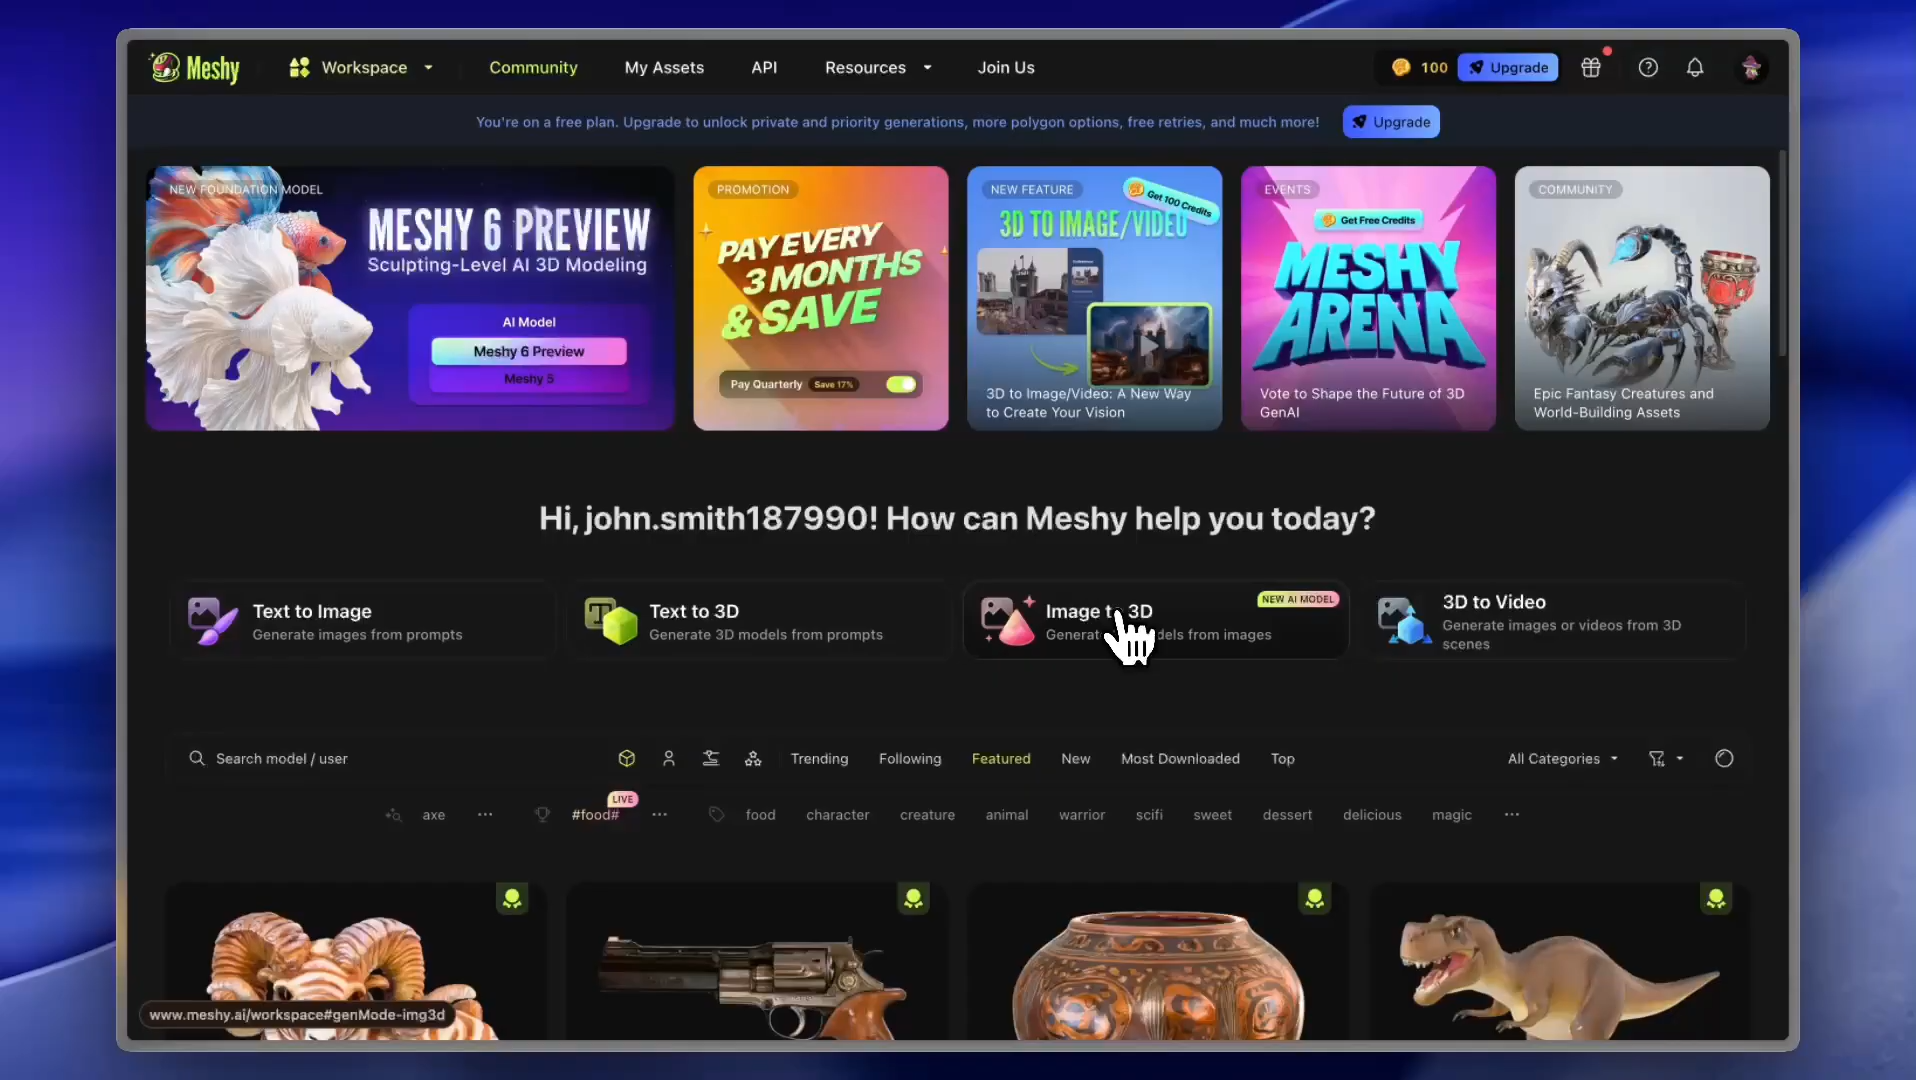 Meshy
Workspace
Community
My Assets
API
Resources
Join Us
100
Upgrade
You're on a free plan. Upgrade to unlock private and priority generations, more polygon options, free retries, and much more!
Upgrade
NEW FOUNDATION MODEL
MESHY 6 PREVIEW
Sculpting-Level AI 3D Modeling
AI Model
Meshy 6 Preview
Meshy 5
PROMOTION
PAY EVERY
3 MONTHS
& SAVE
Pay Quarterly
Save 17%
NEW FEATURE
Get 100 Credits
3D TO IMAGE/VIDEO
3D to Image/Video: A New Way
to Create Your Vision
EVENTS
Get Free Credits
MESHY
ARENA
Vote to Shape the Future of 3D
GenAI
COMMUNITY
Epic Fantasy Creatures and
World-Building Assets
Hi, john.smith187990! How can Meshy help you today?
Text to Image
Generate images from prompts
Text to 3D
Generate 3D models from prompts
Image to 3D
NEW AI MODEL
dels from images
3D to Video
Generate images or videos from 3D
scenes
Search model / user
Trending
Following
Featured
New
Most Downloaded
Top
All Categories
axe
#food#
LIVE
food
character
creature
animal
warrior
scifi
sweet
dessert
delicious
magic
www.meshy.ai/workspace#genMode-img3d